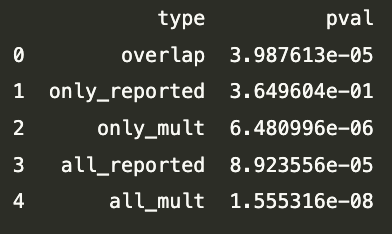 type pval
0 overlap 3.987613e-05
1 only_reported 3.649604e-01
2 only_mult 6.480996e-06
3 all_reported 8.923556e-05
4 all_mult 1.555316e-08